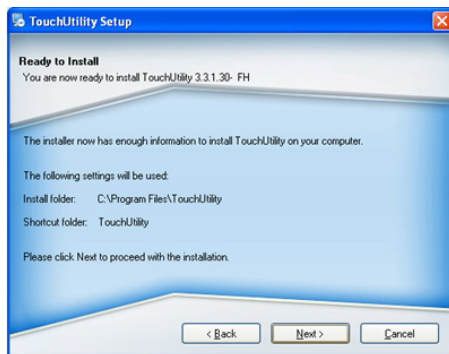 TouchUtility Setup
Ready to Install
You are now ready to install TouchUtility 3.3.1.30- FH
The installer now has enough information to install TouchUtility on your computer.
The following settings will be used:
Install folder: C:\Program Files\TouchUtility
Shortcut folder: TouchUtility
Please click Next to proceed with the installation.
< Back Next > Cancel